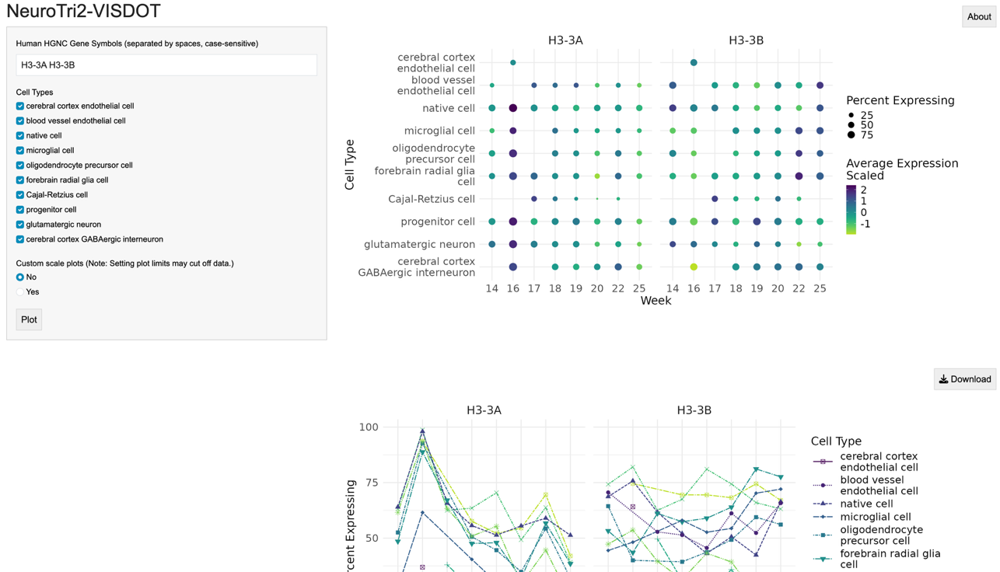 NeuroTri2-VISDOT
About
Human HGNC Gene Symbols (separated by spaces, case-sensitive)
H3-3A H3-3B
Cell Types
cerebral cortex endothelial cell
blood vessel endothelial cell
native cell
microglial cell
oligodendrocyte precursor cell
forebrain radial glia cell
Cajal-Retzius cell
progenitor cell
glutamatergic neuron
cerebral cortex GABAergic interneuron
Custom scale plots (Note: Setting plot limits may cut off data.)
No
Yes
Plot
H3-3A H3-3B
Cell Type
cerebral cortex
endothelial cell
blood vessel
endothelial cell
native cell
microglial cell
oligodendrocyte
precursor cell
forebrain radial glia
cell
Cajal-Retzius cell
progenitor cell
glutamatergic neuron
cerebral cortex
GABAergic interneuron
14 16 17 18 19 20 22 25 14 16 17 18 19 20 22 25
Week
Percent Expressing
25
50
75
Average Expression
Scaled
2
1
0
-1
Download
H3-3A H3-3B
100
75
50
Expressing
Cell Type
cerebral cortex
endothelial cell
blood vessel
endothelial cell
native cell
microglial cell
oligodendrocyte
precursor cell
forebrain radial glia
cell